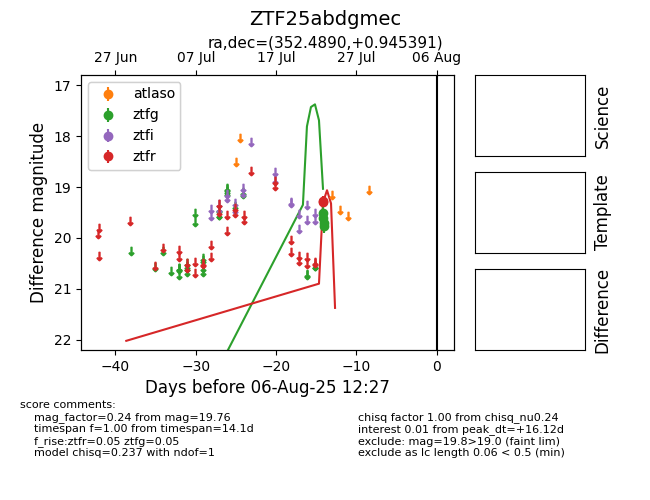 ZTF25abdgmec
ra,dec=(352.4890,+0.945391)
27 Jun 07 Jul 17 Jul 27 Jul 06 Aug
17
18
19
20
21
22
Difference magnitude
atlaso
ztfg
ztfi
ztfr
−40 −30 −20 −10 0
Days before 06-Aug-25 12:27
Science
Template
Difference
score comments:
mag_factor=0.24 from mag=19.76
timespan f=1.00 from timespan=14.1d
f_rise:ztfr=0.05 ztfg=0.05
model chisq=0.237 with ndof=1
chisq factor 1.00 from chisq_nu0.24
interest 0.01 from peak_dt=+16.12d
exclude: mag=19.8>19.0 (faint lim)
exclude as lc length 0.06 < 0.5 (min)